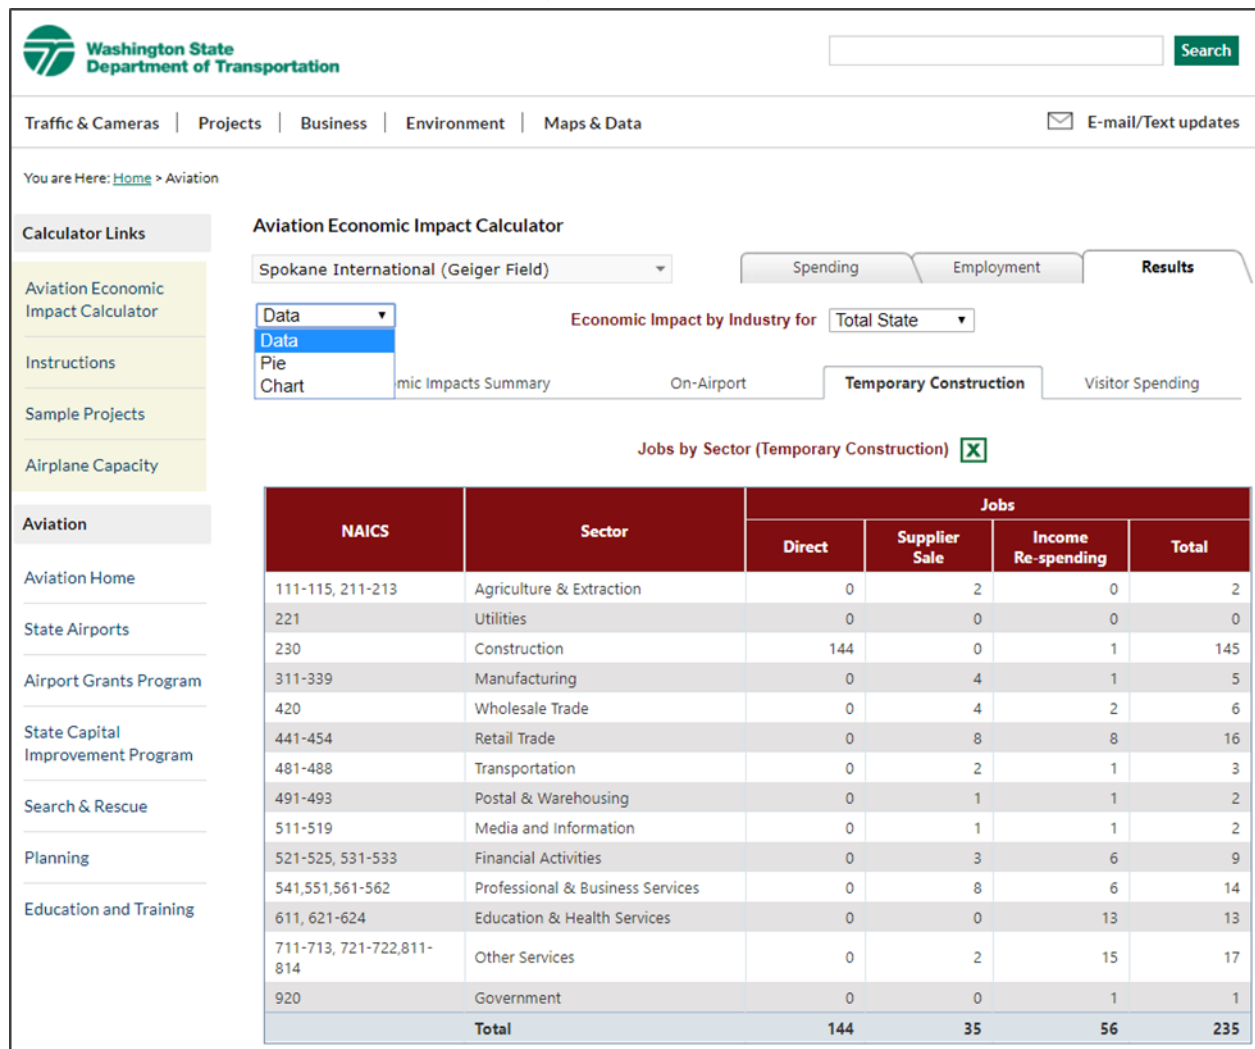 Washington State
Department of Transportation
Search
Traffic & Cameras | Projects | Business | Environment | Maps & Data
E-mail/Text updates
You are Here: Home > Aviation
Calculator Links
Aviation Economic
Impact Calculator
Instructions
Sample Projects
Airplane Capacity
Aviation
Aviation Home
State Airports
Airport Grants Program
State Capital
Improvement Program
Search & Rescue
Planning
Education and Training
Aviation Economic Impact Calculator
Spokane International (Geiger Field)
Spending Employment Results
Data
Economic Impact by Industry for Total State
Data
Pie
Chart
mic Impacts Summary On-Airport Temporary Construction Visitor Spending
Jobs by Sector (Temporary Construction) X
NAICS Sector Jobs
Direct Supplier Sale Income Re-spending Total
111-115, 211-213 Agriculture & Extraction 0 2 0 2
221 Utilities 0 0 0 0
230 Construction 144 0 1 145
311-339 Manufacturing 0 4 1 5
420 Wholesale Trade 0 4 2 6
441-454 Retail Trade 0 8 8 16
481-488 Transportation 0 2 1 3
491-493 Postal & Warehousing 0 1 1 2
511-519 Media and Information 0 1 1 2
521-525, 531-533 Financial Activities 0 3 6 9
541,551,561-562 Professional & Business Services 0 8 6 14
611, 621-624 Education & Health Services 0 0 13 13
711-713, 721-722,811-
814 Other Services 0 2 15 17
920 Government 0 0 1 1
Total 144 35 56 235